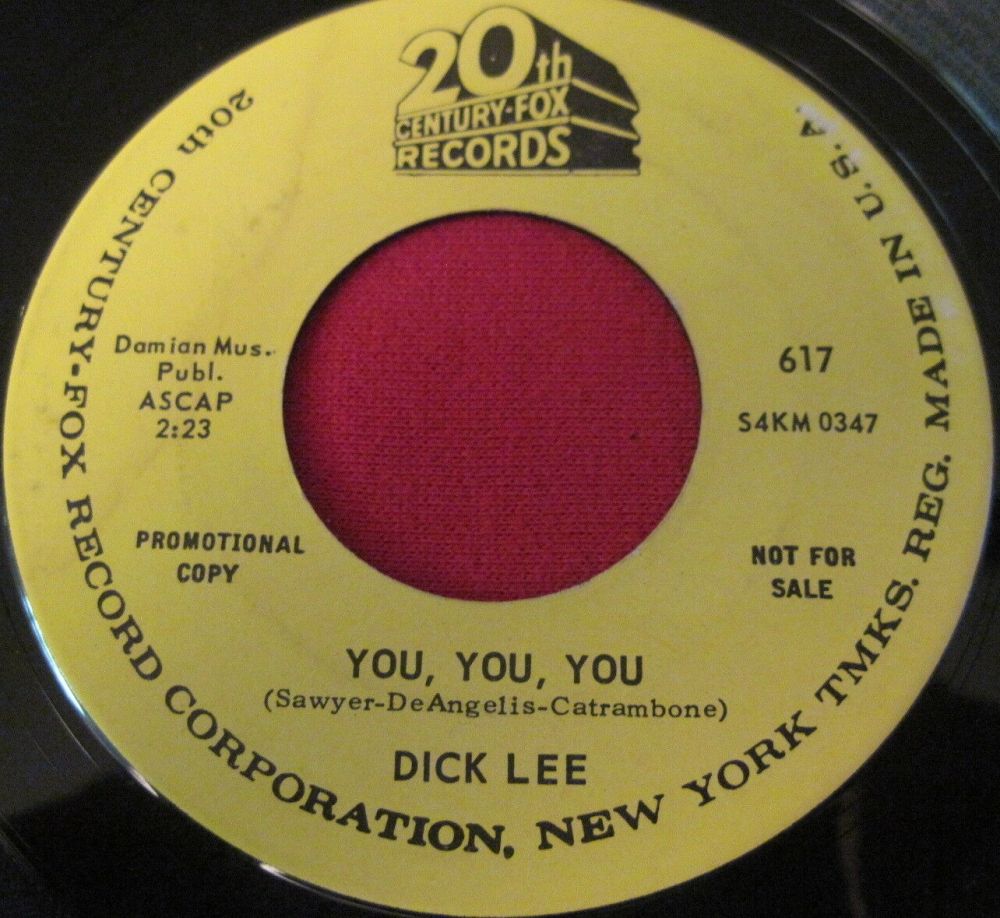 20th
CENTURY-FOX
RECORDS
Damian Mus.
Publ.
ASCAP
2:23
617
S4KM 0347
PROMOTIONAL
COPY
NOT FOR
SALE
YOU, YOU, YOU
(Sawyer-DeAngelis-Catrambone)
DICK LEE
20th CENTURY-FOX RECORD CORPORATION, NEW YORK TMKS. REG. MADE IN U.S.A.